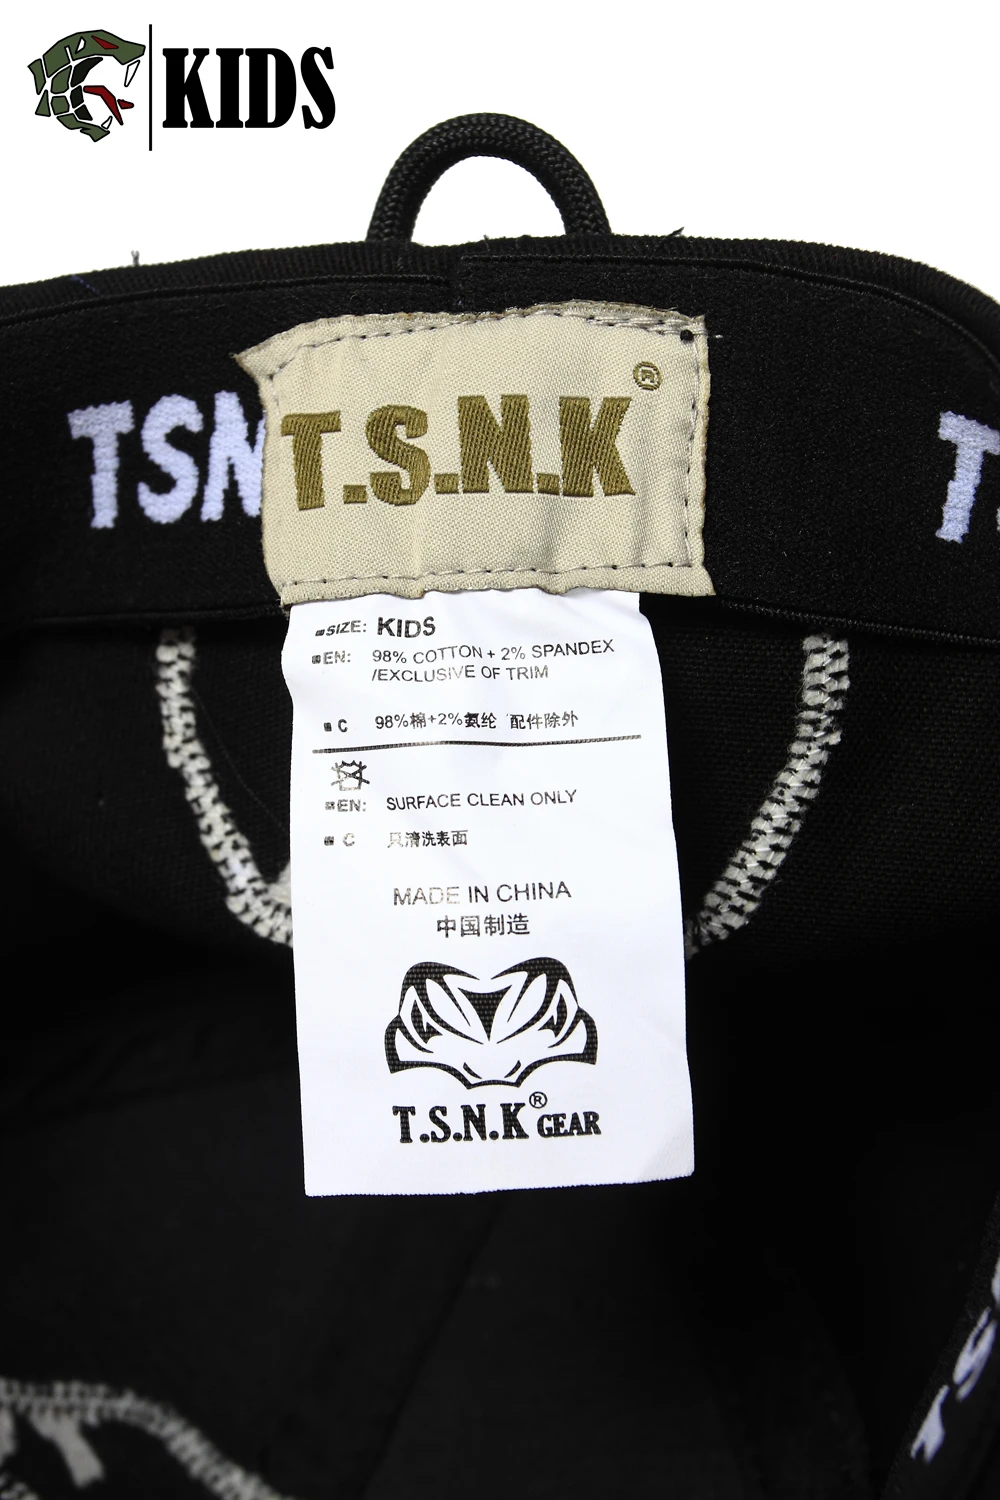 KIDS
TSN
T.S.N.K®
T
SIZE: KIDS
EN: 98% COTTON + 2% SPANDEX
/EXCLUSIVE OF TRIM
C 98%棉+2%氨纶 配件除外
EN: SURFACE CLEAN ONLY
C 只清洗表面
MADE IN CHINA
中国制造
T.S.N.K® GEAR
TS